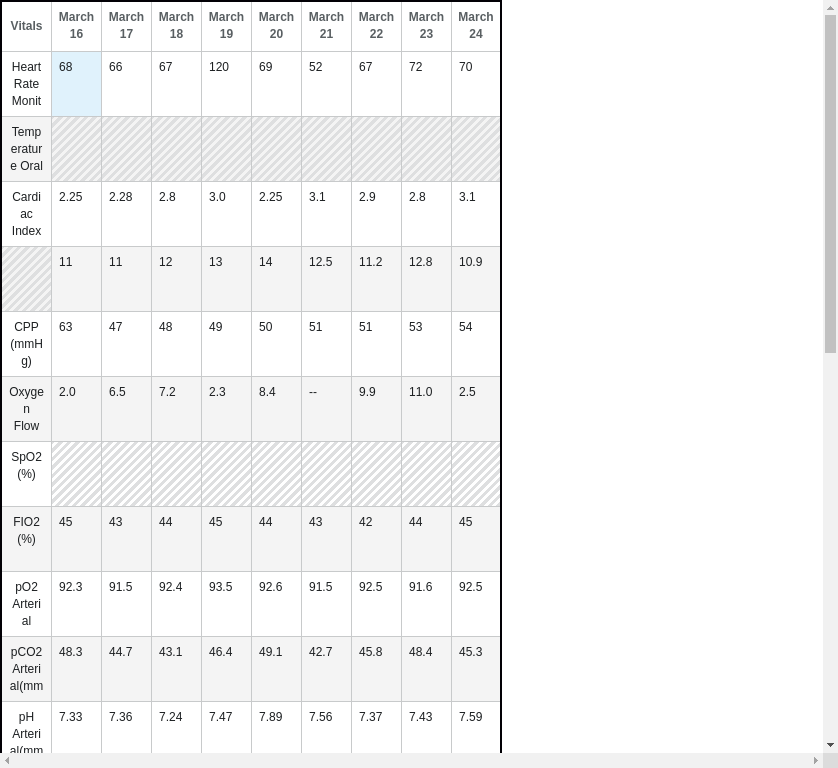 Vitals March 16 March 17 March 18 March 19 March 20 March 21 March 22 March 23 March 24
Heart Rate Monit 68 66 67 120 69 52 67 72 70
Temperature Oral
Cardiac Index 2.25 2.28 2.8 3.0 2.25 3.1 2.9 2.8 3.1
11 11 12 13 14 12.5 11.2 12.8 10.9
CPP (mmHg) 63 47 48 49 50 51 51 53 54
Oxygen Flow 2.0 6.5 7.2 2.3 8.4 -- 9.9 11.0 2.5
SpO2 (%)
FIO2 (%) 45 43 44 45 44 43 42 44 45
pO2 Arterial 92.3 91.5 92.4 93.5 92.6 91.5 92.5 91.6 92.5
pCO2 Arterial(mm 48.3 44.7 43.1 46.4 49.1 42.7 45.8 48.4 45.3
pH Arterial(mm 7.33 7.36 7.24 7.47 7.89 7.56 7.37 7.43 7.59